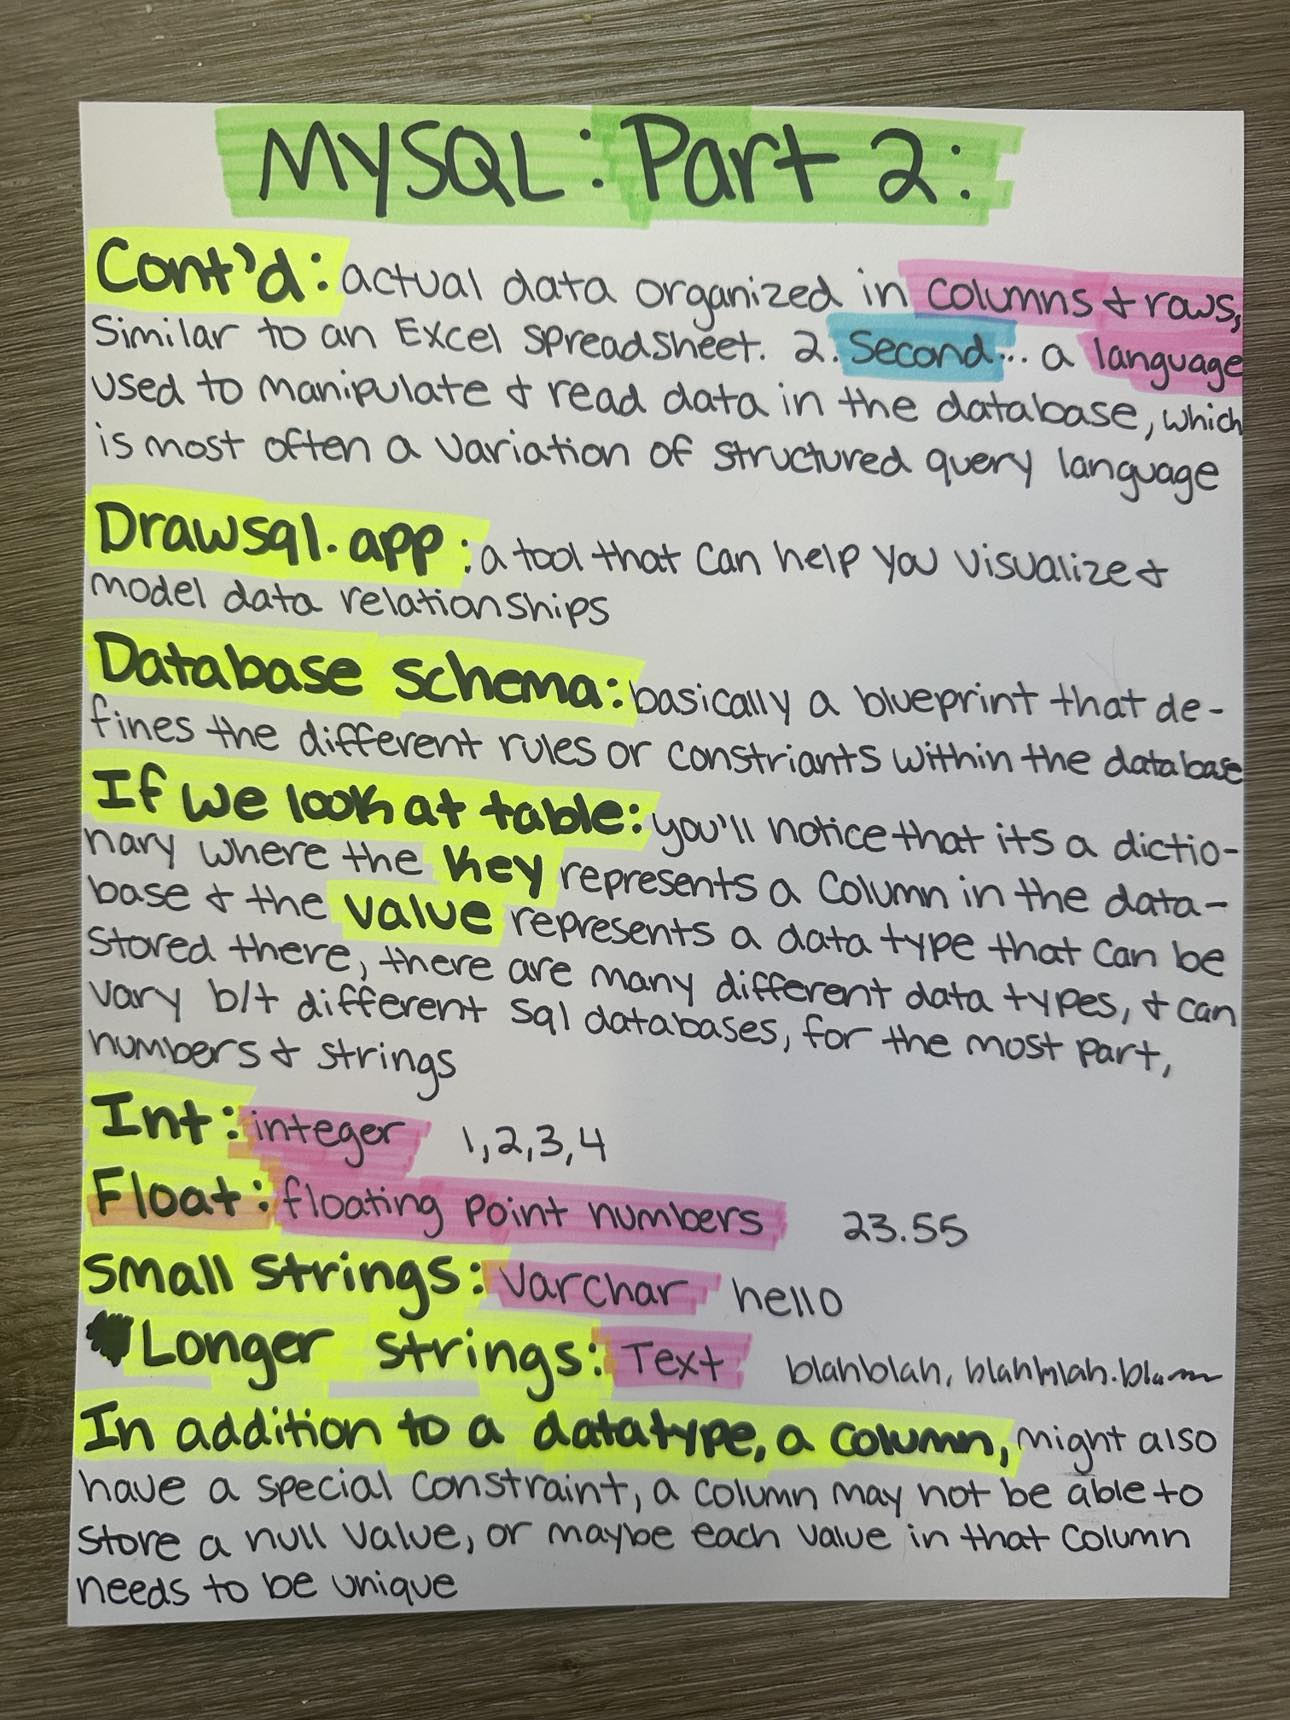 MySQL: Part 2:
Cont'd: actual data organized in columns & rows,
Similar to an Excel spreadsheet. 2. Second... a language
used to manipulate & read data in the database, which
is most often a variation of structured query language
Drawsql.app: a tool that can help you visualize &
model data relationships
Database schema: basically a blueprint that de-
fines the different rules or constriants within the database
If we look at table: you'll notice that its a dictio-
nary where the key represents a column in the data-
base & the value represents a data type that can be
stored there, there are many different data types, & can
vary b/t different sql databases, for the most part,
numbers & strings
Int: integer 1,2,3,4
Float: floating point numbers 23.55
Small strings: Varchar hello
Longer strings: Text blahblah, blahblah.
In addition to a datatype, a column, might also
have a special constraint, a column may not be able to
store a null value, or maybe each value in that column
needs to be unique